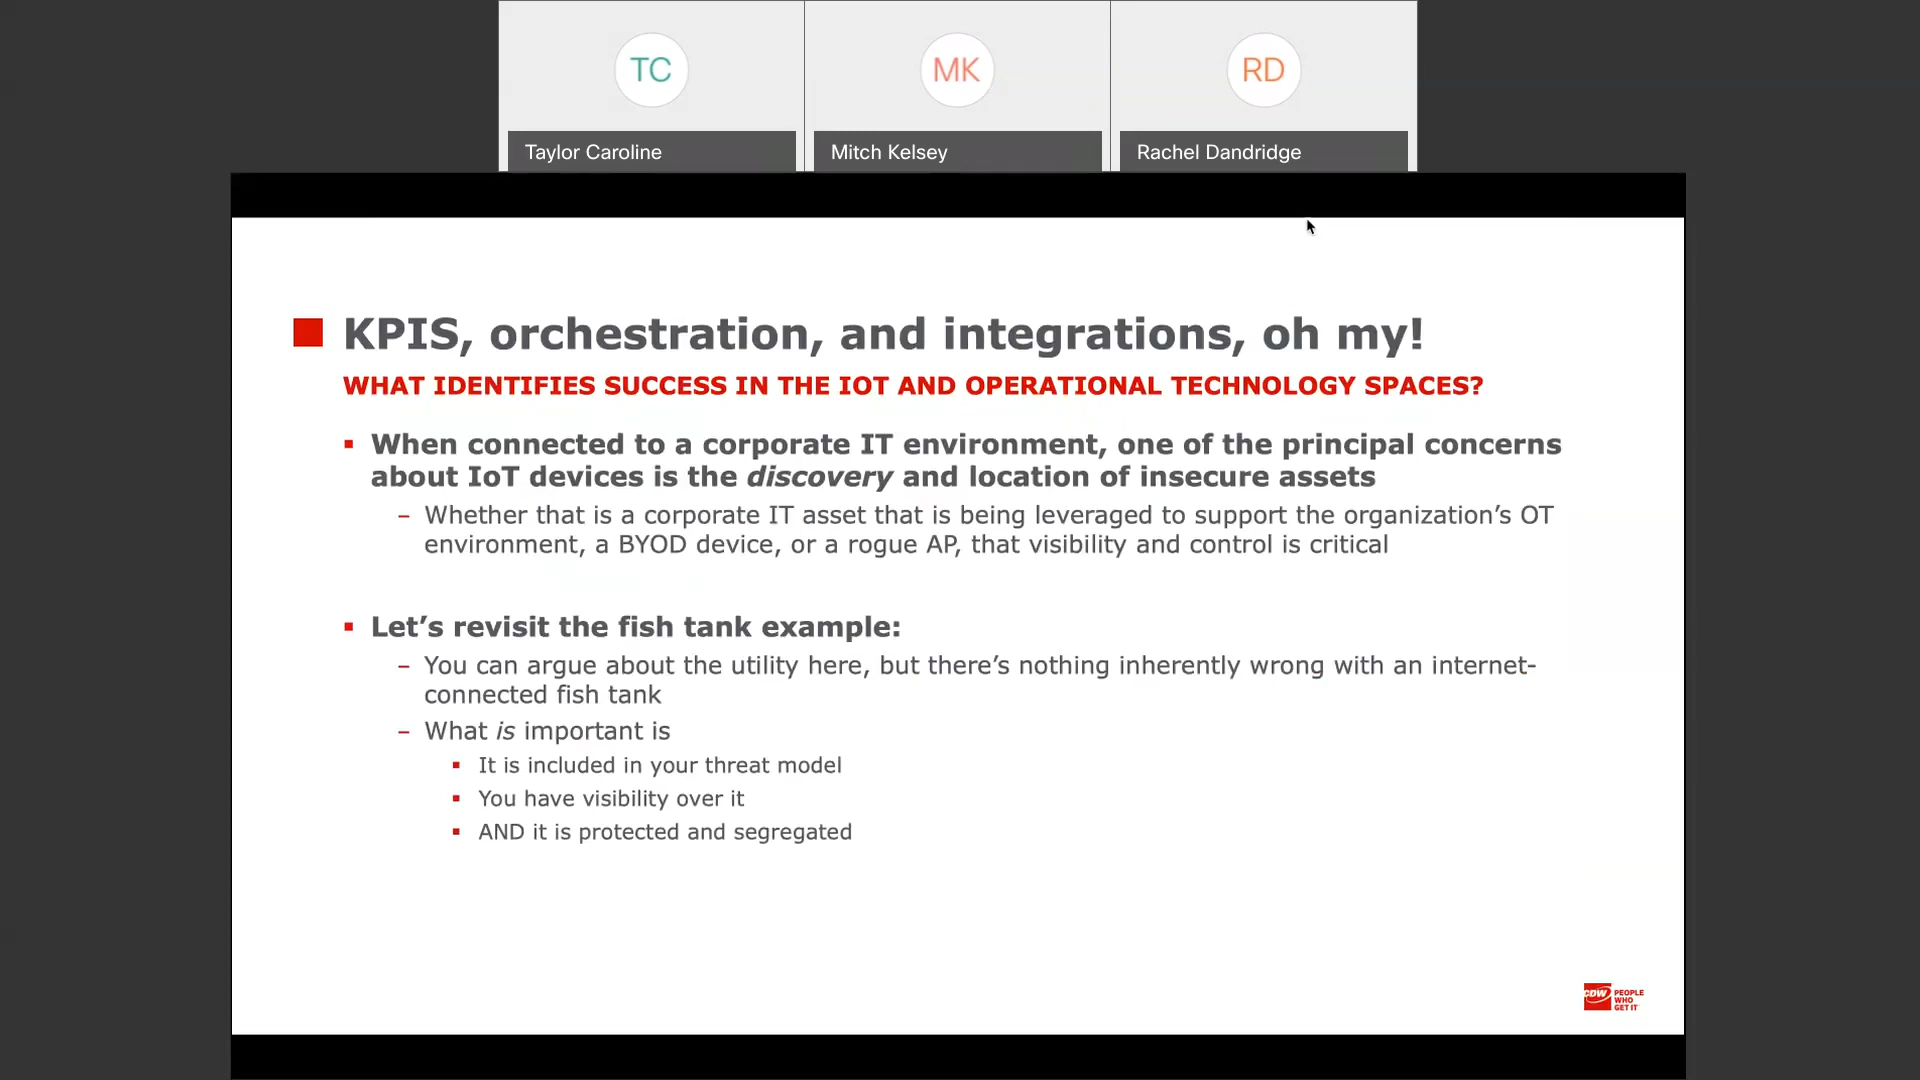 TC
MK
RD
Taylor Caroline
Mitch Kelsey
Rachel Dandridge
KPIS, orchestration, and integrations, oh my!
WHAT IDENTIFIES SUCCESS IN THE IOT AND OPERATIONAL TECHNOLOGY SPACES?
When connected to a corporate IT environment, one of the principal concerns
about IoT devices is the discovery and location of insecure assets
– Whether that is a corporate IT asset that is being leveraged to support the organization’s OT
environment, a BYOD device, or a rogue AP, that visibility and control is critical
Let’s revisit the fish tank example:
– You can argue about the utility here, but there’s nothing inherently wrong with an internet-
connected fish tank
– What is important is
It is included in your threat model
You have visibility over it
AND it is protected and segregated
CDW
PEOPLE
WHO
GET IT